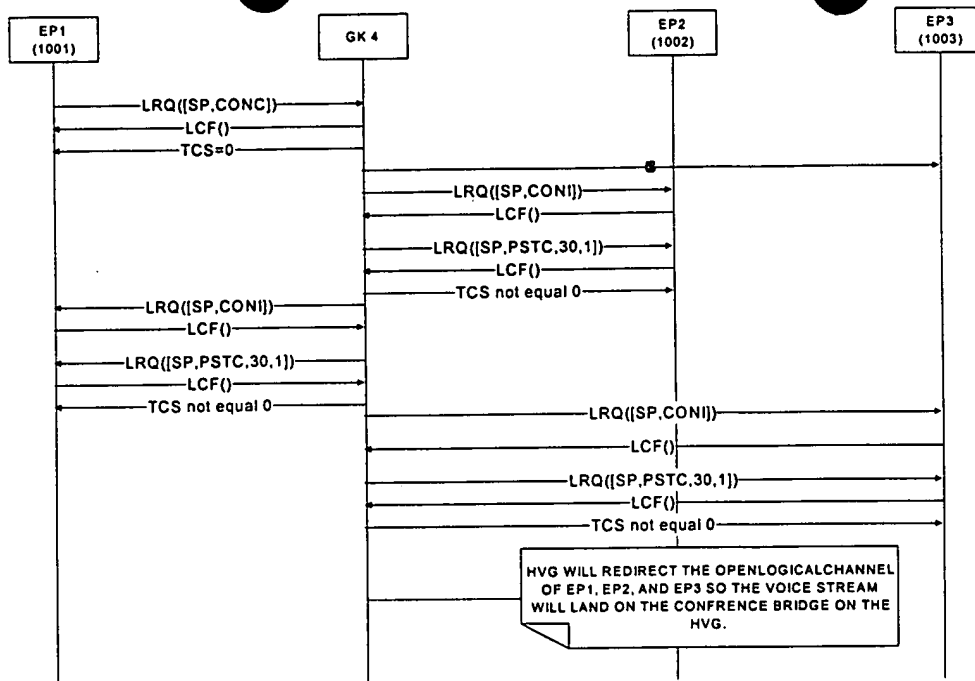 EP1
(1001)
GK 4
EP2
(1002)
EP3
(1003)
LRQ([SP,CONC])
LCF()
TCS=0
LRQ([SP,CONI])
LCF()
LRQ([SP,PSTC,30,1])
LCF()
TCS not equal 0
LRQ([SP,CONI])
LCF()
LRQ([SP,PSTC,30,1])
LCF()
TCS not equal 0
LRQ([SP,CONI])
LCF()
LRQ([SP,PSTC,30,1])
LCF()
TCS not equal 0
HVG WILL REDIRECT THE OPENLOGICALCHANNEL
OF EP1, EP2, AND EP3 SO THE VOICE STREAM
WILL LAND ON THE CONFRENCE BRIDGE ON THE
HVG.